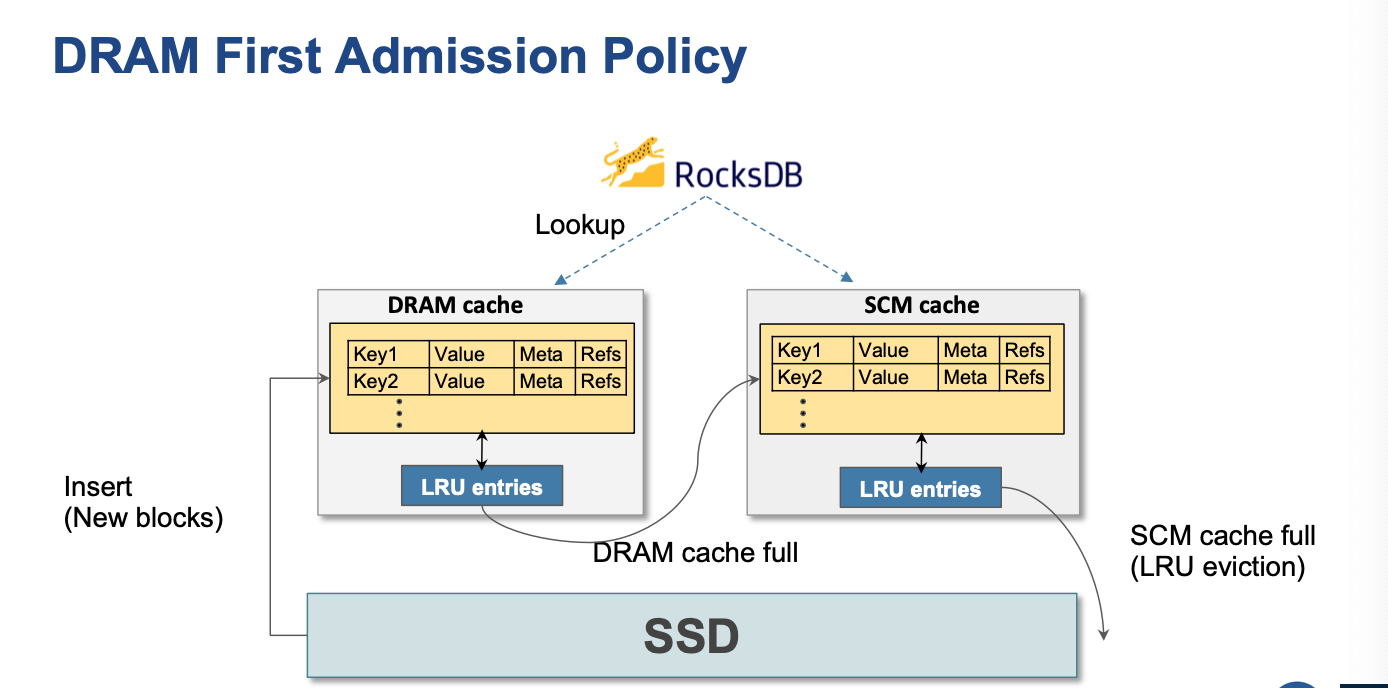 DRAM First Admission Policy
RocksDB
Lookup
DRAM cache
Key1 Value Meta Refs
Key2 Value Meta Refs
LRU entries
SCM cache
Key1 Value Meta Refs
Key2 Value Meta Refs
LRU entries
Insert
(New blocks)
DRAM cache full
SCM cache full
(LRU eviction)
SSD